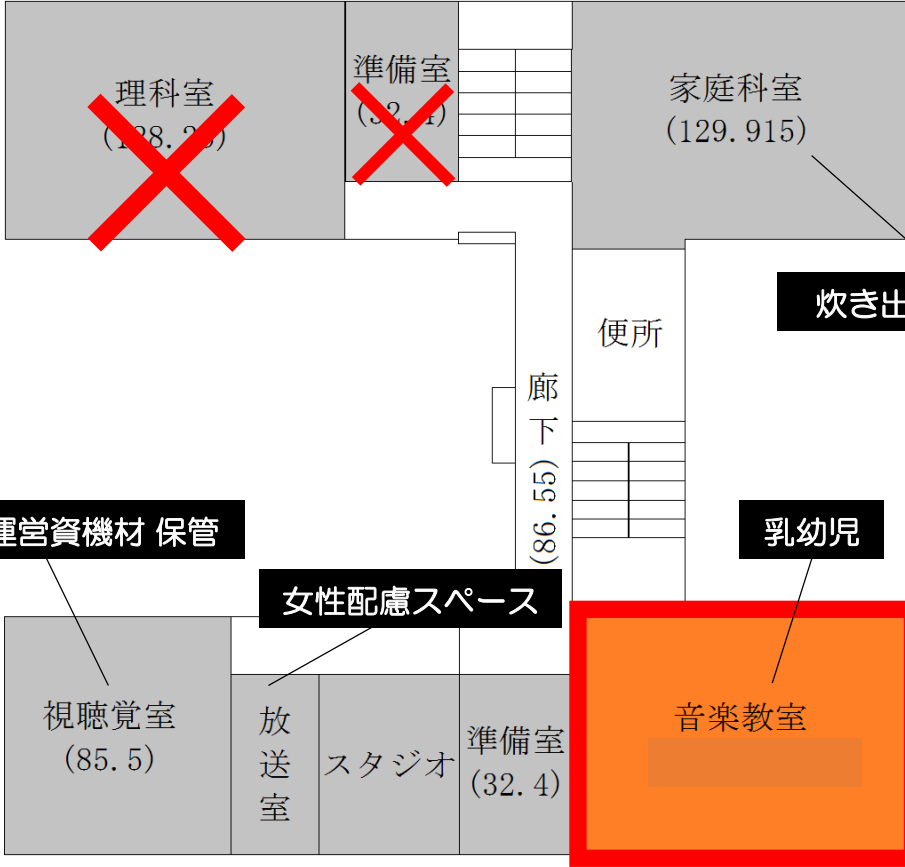 理科室
準備室
家庭科室
(129.915)
炊き出
便所
廊下(86.55)
運営資機材 保管
乳幼児
女性配慮スペース
視聴覚室
(85.5)
放送室
スタジオ
準備室
(32.4)
音楽教室